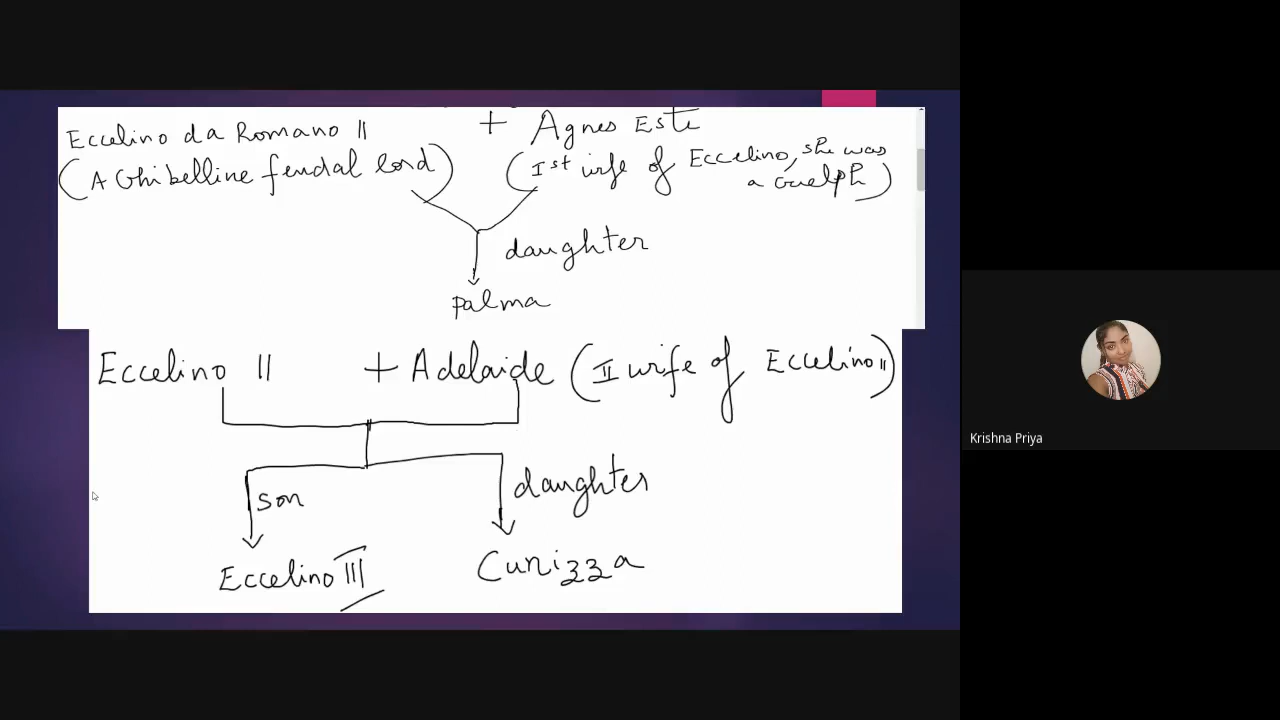 Eccelino da Romano II + Agnes Este
(A Ghibelline feudal lord) (Ist wife of Eccelino, she was
a Guelph)
daughter
Palma
Eccelino II + Adelaide (II wife of Eccelino II)
son daughter
Eccelino III Cunizza
Krishna Priya